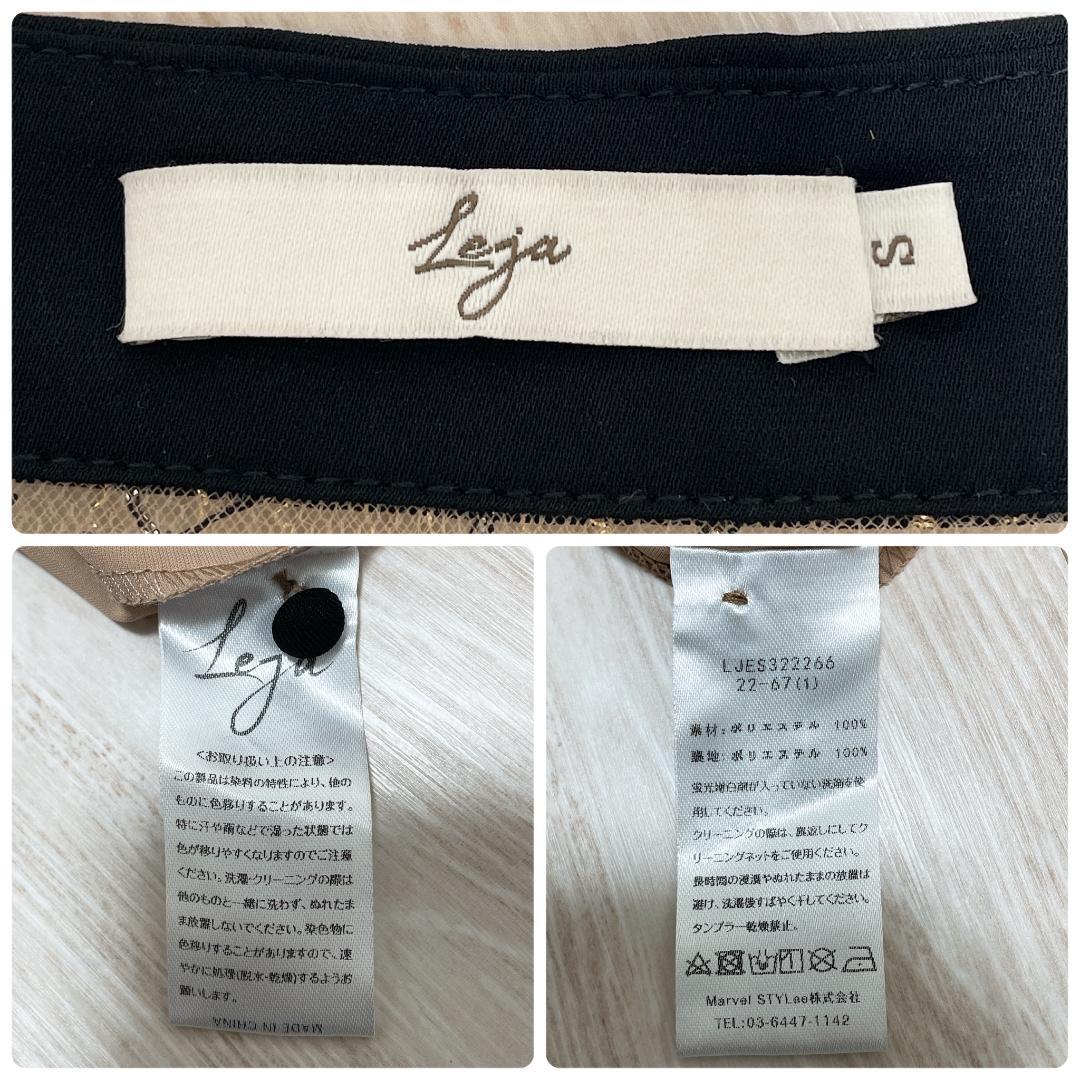 Leja
S
Leja
<お取り扱い上の注意>
この製品は染料の特性により、他の
ものに色移りすることがあります。
特に汗や雨などで湿った状態では
色が移りやすくなりますのでご注意
ください。洗濯・クリーニングの際は
他のものと一緒に洗わず、ぬれたま
ま放置しないでください。染色物に
色移りすることがありますので、速
やかに処理(脱水・乾燥)するようお
願いします。
MADE IN CHINA
LJES322266
22-67(1)
素材:ポリエステル 100%
裏地:ポリエステル 100%
蛍光増白剤が入っていない洗剤を使
用してください。
クリーニングの際は、裏返しにしてク
リーニングネットをご使用ください。
長時間の浸漬やぬれたままの放置は
避け、洗濯後すばやく干してください。
タンブラー乾燥禁止。
Marvel STYLee株式会社
TEL:03-6447-1142